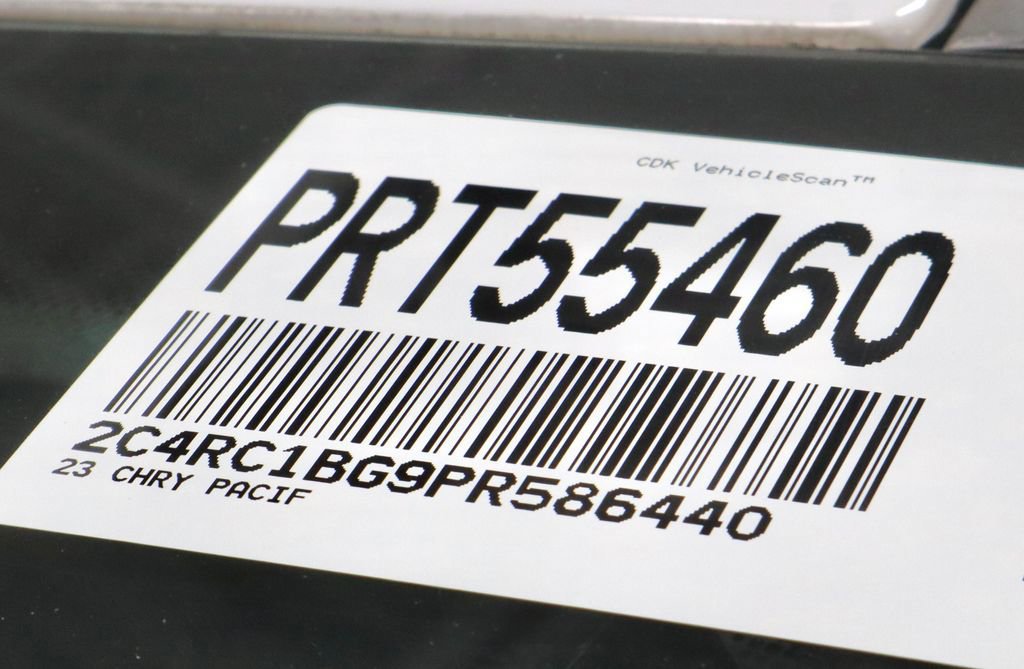 CDK VehicleScan™
PRT55460
2C4RC1BG9PR586440
23 CHRY PACIF